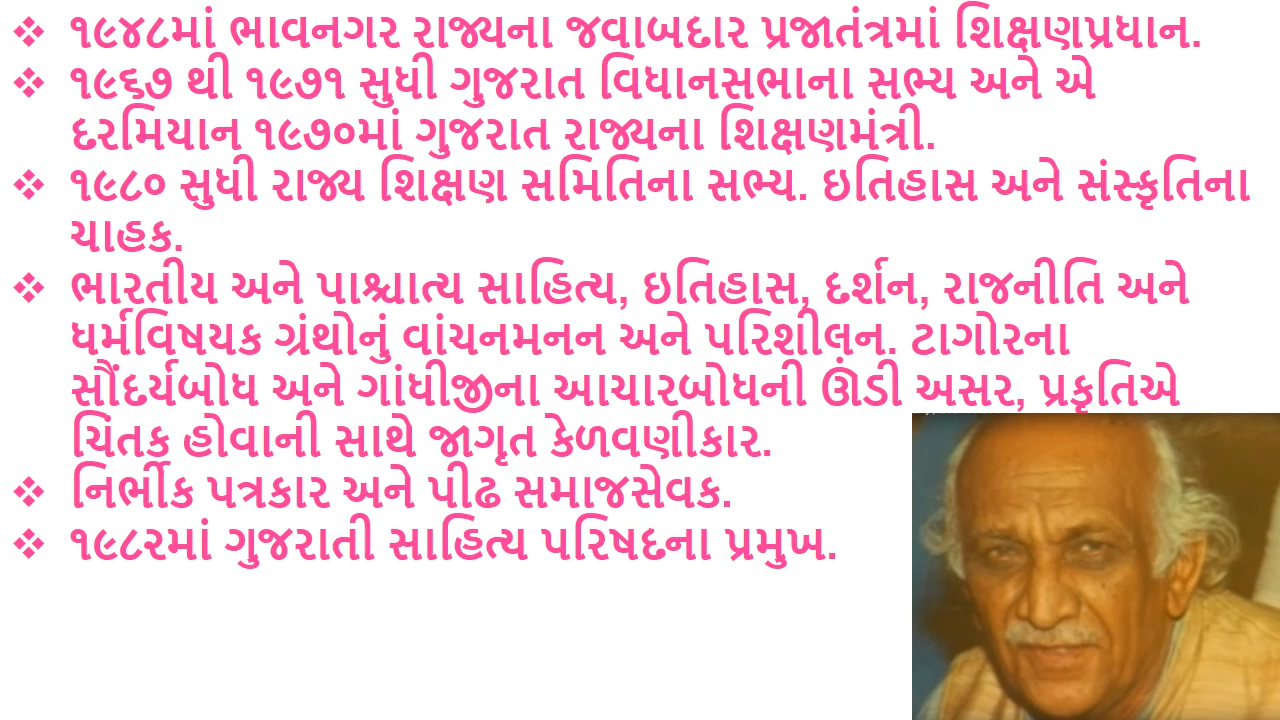 ❖ ૧૯૪૮માં ભાવનગર રાજ્યના જવાબદાર પ્રજાતંત્રમાં શિક્ષણપ્રધાન.
❖ ૧૯૬૭ થી ૧૯૭૧ સુધી ગુજરાત વિધાનસભાના સભ્ય અને એ
દરમિયાન ૧૯૭૦માં ગુજરાત રાજ્યના શિક્ષણમંત્રી.
❖ ૧૯૮૦ સુધી રાજ્ય શિક્ષણ સમિતિના સભ્ય. ઇતિહાસ અને સંસ્કૃતિના
ચાહક.
❖ ભારતીય અને પાશ્ચાત્ય સાહિત્ય, ઇતિહાસ, દર્શન, રાજનીતિ અને
ધર્મવિષયક ગ્રંથોનું વાંચનમનન અને પરિશીલન. ટાગોરના
સૌંદર્યબોધ અને ગાંધીજીના આચારબોધની ઊંડી અસર, પ્રકૃતિએ
ચિંતક હોવાની સાથે જાગૃત કેળવણીકાર.
❖ નિર્ભીક પત્રકાર અને પીઢ સમાજસેવક.
❖ ૧૯૮૨માં ગુજરાતી સાહિત્ય પરિષદના પ્રમુખ.